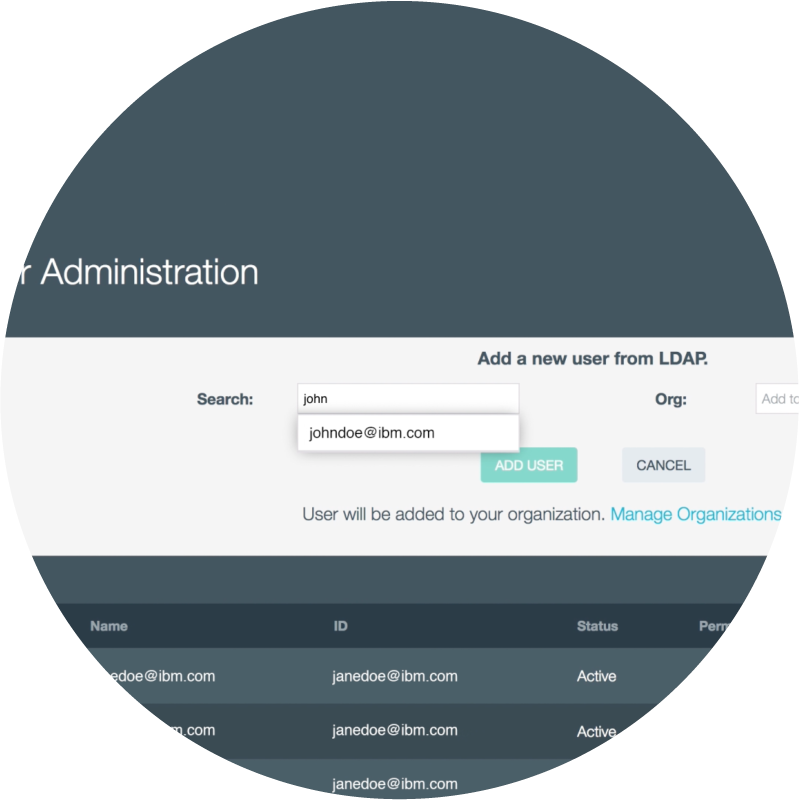 r Administration
Add a new user from LDAP.
Search: john Org: Add to
johndoe@ibm.com
ADD USER CANCEL
User will be added to your organization. Manage Organizations
Name ID Status Perm
edoe@ibm.com janedoe@ibm.com Active
m.com janedoe@ibm.com Active
janedoe@ibm.com